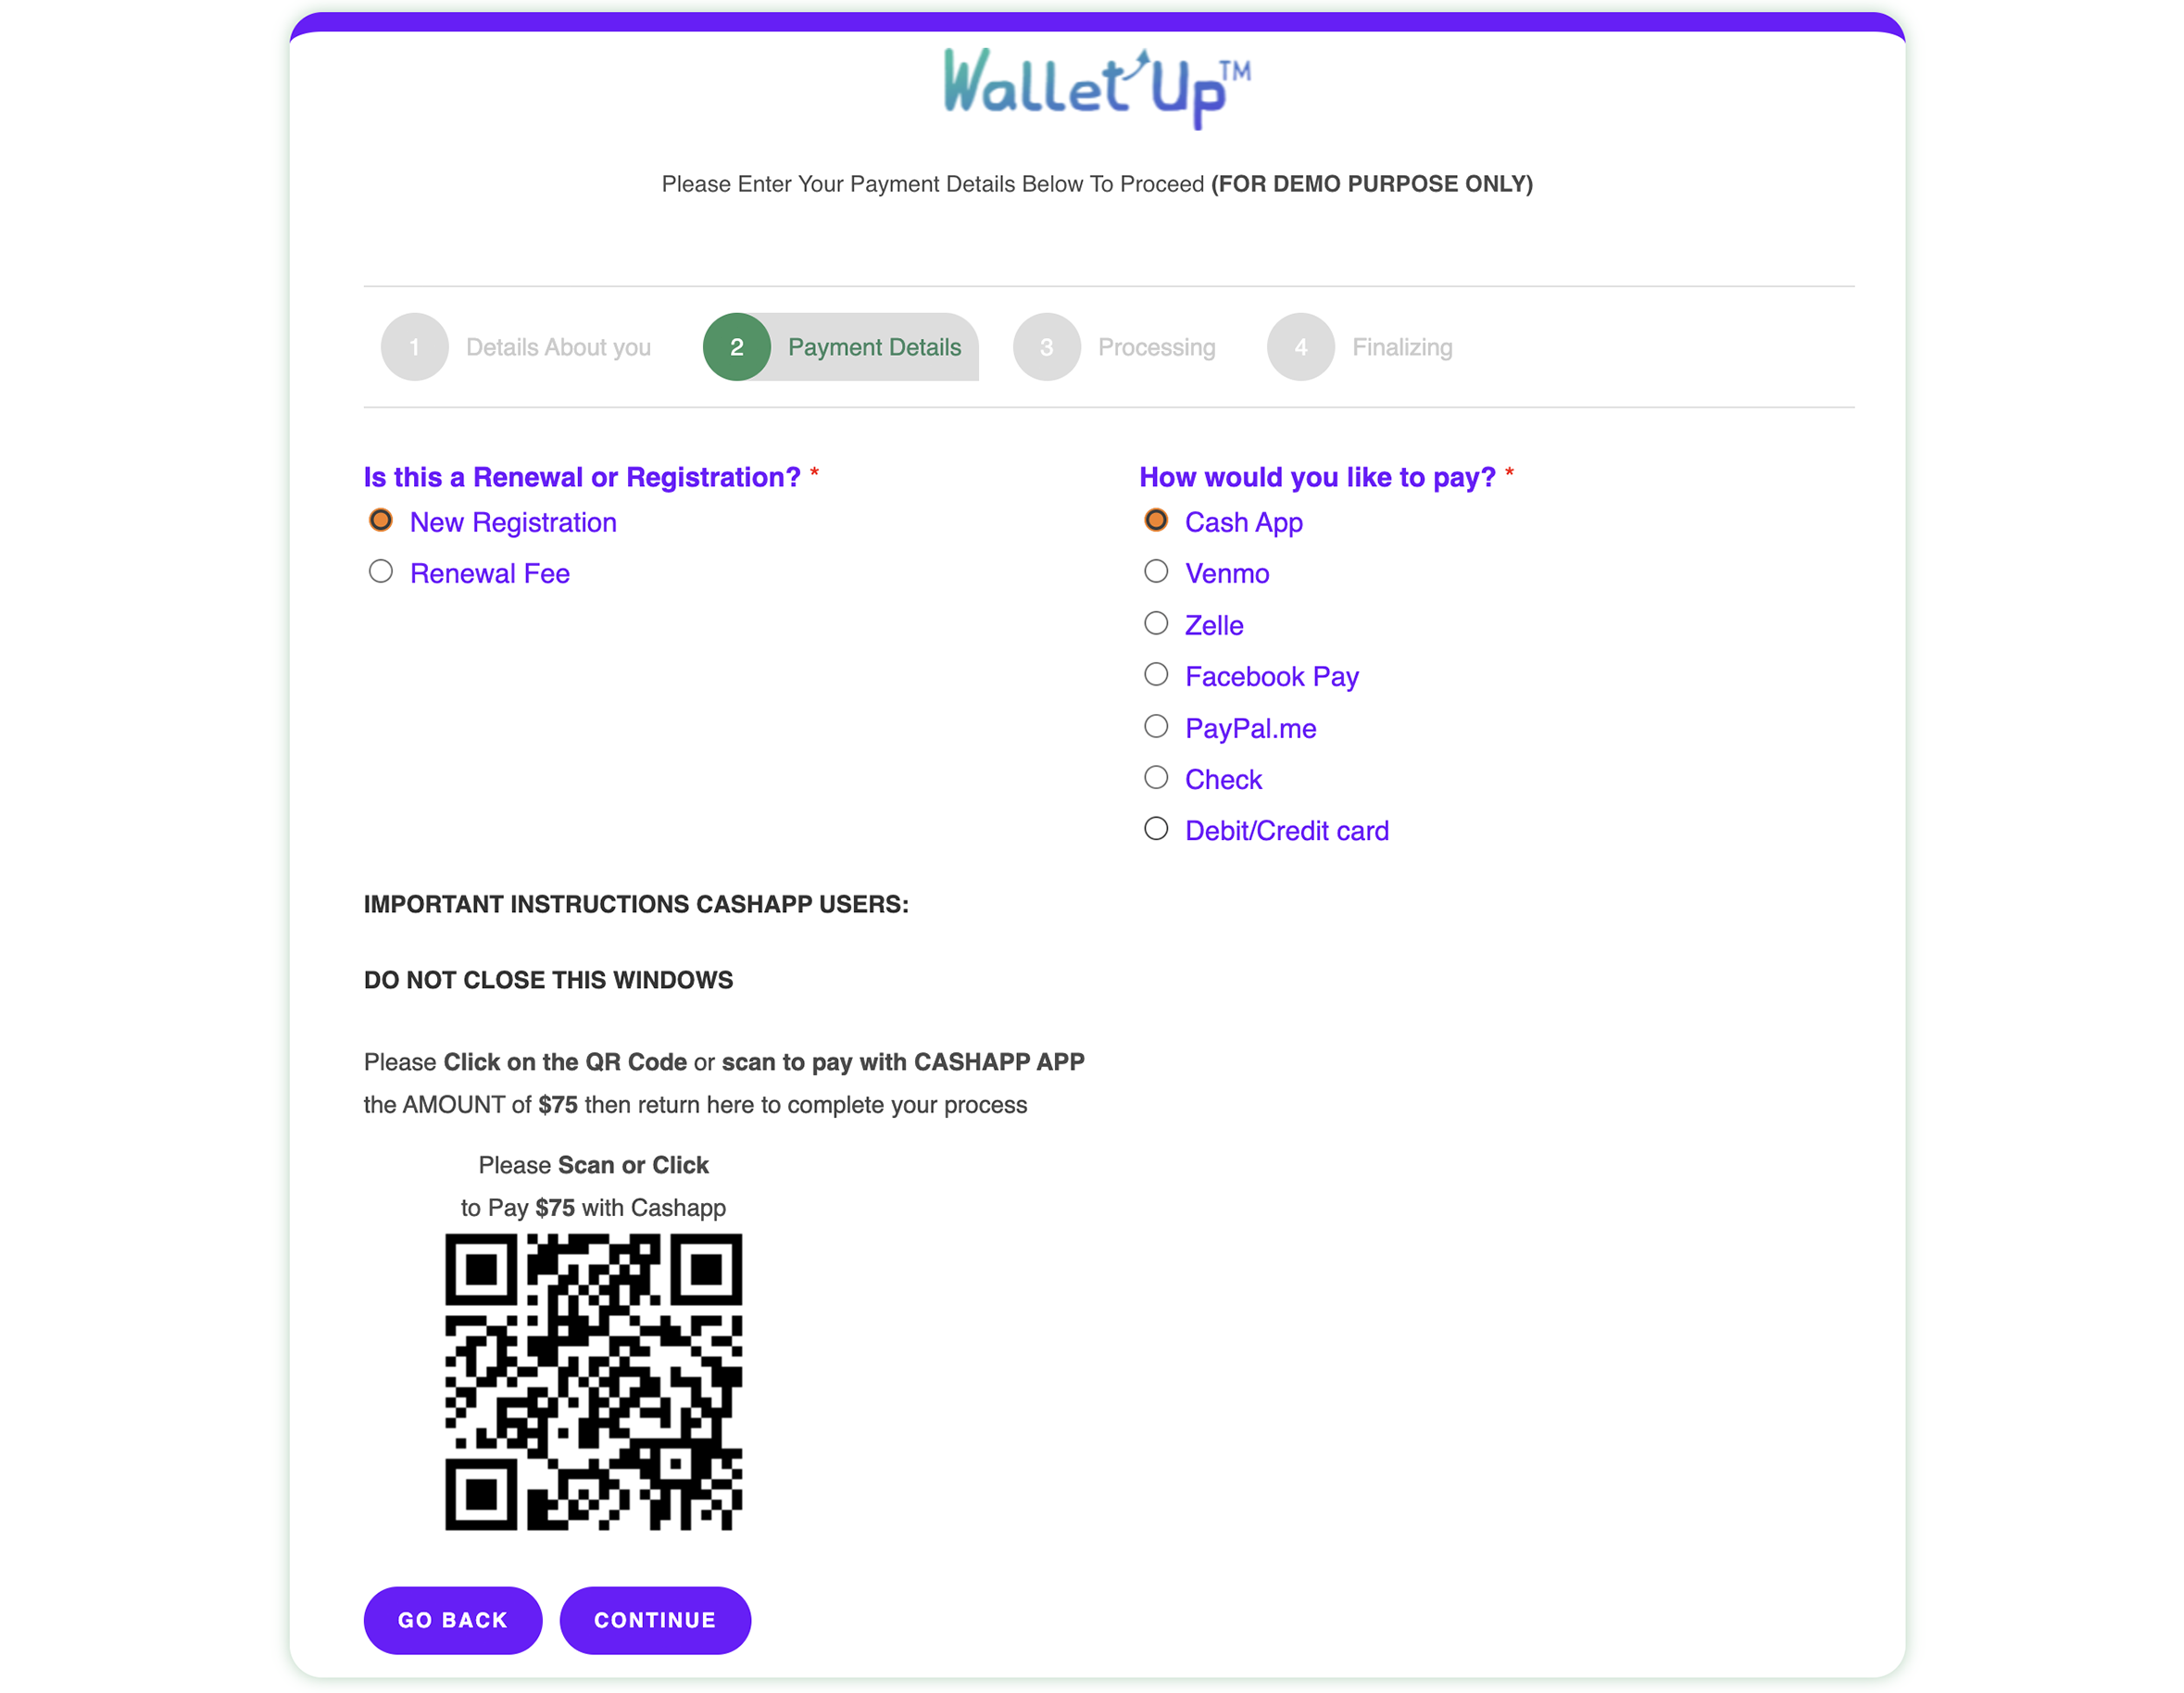 Wallet Up™
Please Enter Your Payment Details Below To Proceed (FOR DEMO PURPOSE ONLY)
1 Details About you 2 Payment Details 3 Processing 4 Finalizing
Is this a Renewal or Registration? *
New Registration
Renewal Fee
How would you like to pay? *
Cash App
Venmo
Zelle
Facebook Pay
PayPal.me
Check
Debit/Credit card
IMPORTANT INSTRUCTIONS CASHAPP USERS:
DO NOT CLOSE THIS WINDOWS
Please Click on the QR Code or scan to pay with CASHAPP APP
the AMOUNT of $75 then return here to complete your process
Please Scan or Click
to Pay $75 with Cashapp
GO BACK CONTINUE